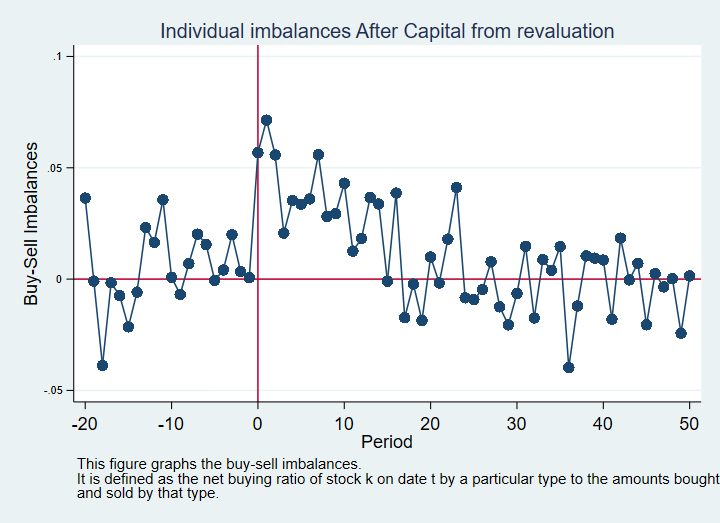 Individual imbalances After Capital from revaluation
.1
.05
0
-.05
Buy-Sell Imbalances
-20 -10 0 10 20 30 40 50
Period
This figure graphs the buy-sell imbalances.
It is defined as the net buying ratio of stock k on date t by a particular type to the amounts bought
and sold by that type.